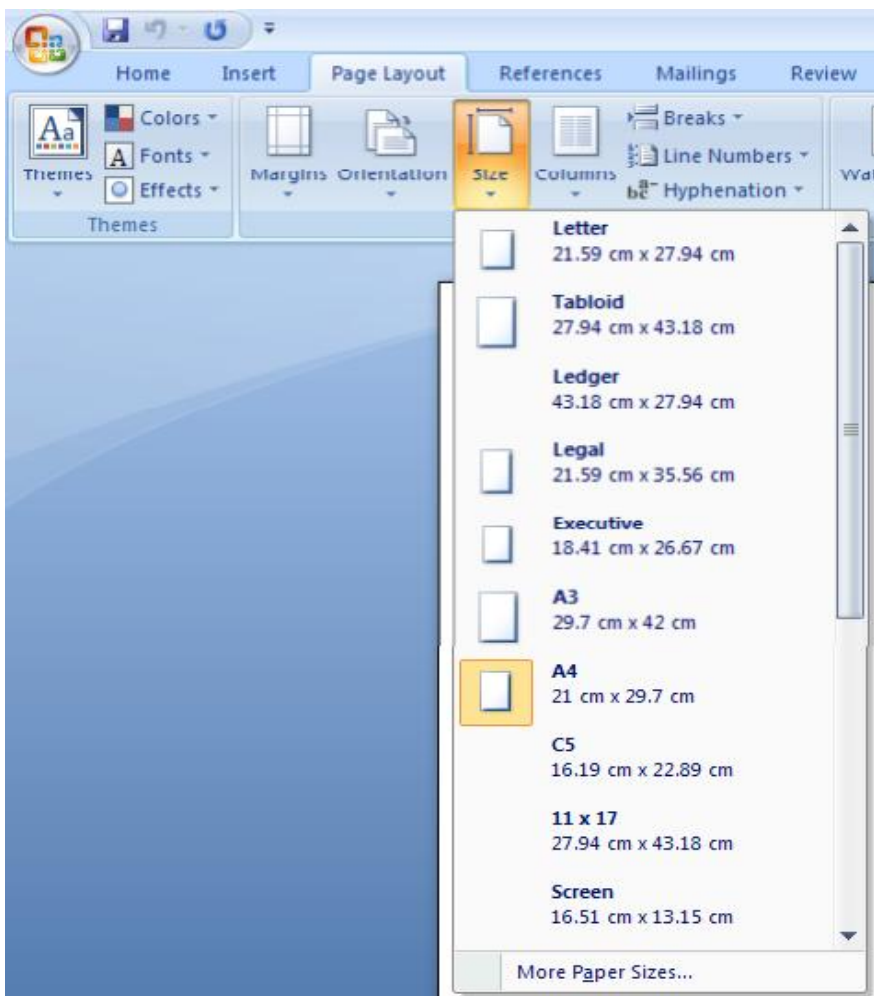 Home Insert Page Layout References Mailings Review
Aa Colors Breaks
A Fonts Line Numbers
Themes Margins Orientation Size Columns
Effects Hyphenation
Themes
Letter
21.59 cm x 27.94 cm
Tabloid
27.94 cm x 43.18 cm
Ledger
43.18 cm x 27.94 cm
Legal
21.59 cm x 35.56 cm
Executive
18.41 cm x 26.67 cm
A3
29.7 cm x 42 cm
A4
21 cm x 29.7 cm
C5
16.19 cm x 22.89 cm
11 x 17
27.94 cm x 43.18 cm
Screen
16.51 cm x 13.15 cm
More Paper Sizes...